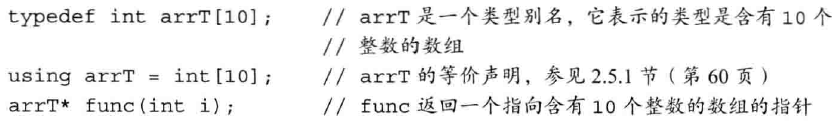 typedef int arrT[10]; // arrT 是一个类型别名，它表示的类型是含有 10 个
// 整数的数组
using arrT = int[10]; // arrT 的等价声明，参见 2.5.1 节（第 60 页）
arrT* func(int i); // func 返回一个指向含有 10 个整数的数组的指针